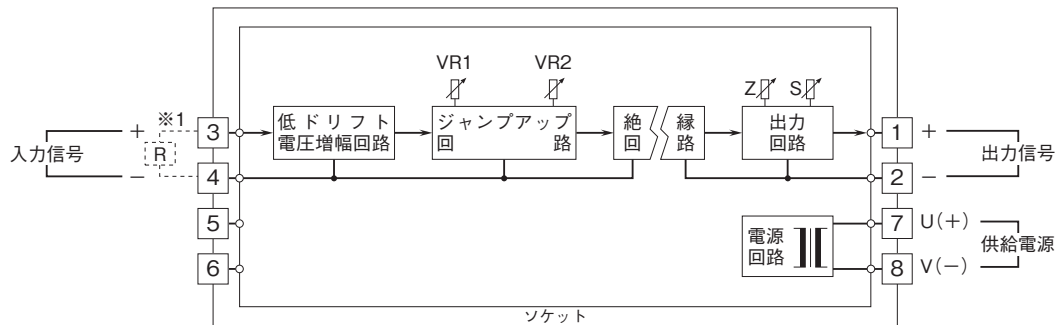 VR1
VR2
Z
S
※1
+
3
R
入力信号
−
4
5
6
低ドリフト
電圧増幅回路
ジャンプアップ
回路
絶縁
回路
出力
回路
1
+
出力信号
2
−
電源
回路
7
U(+)
供給電源
8
V(−)
ソケット